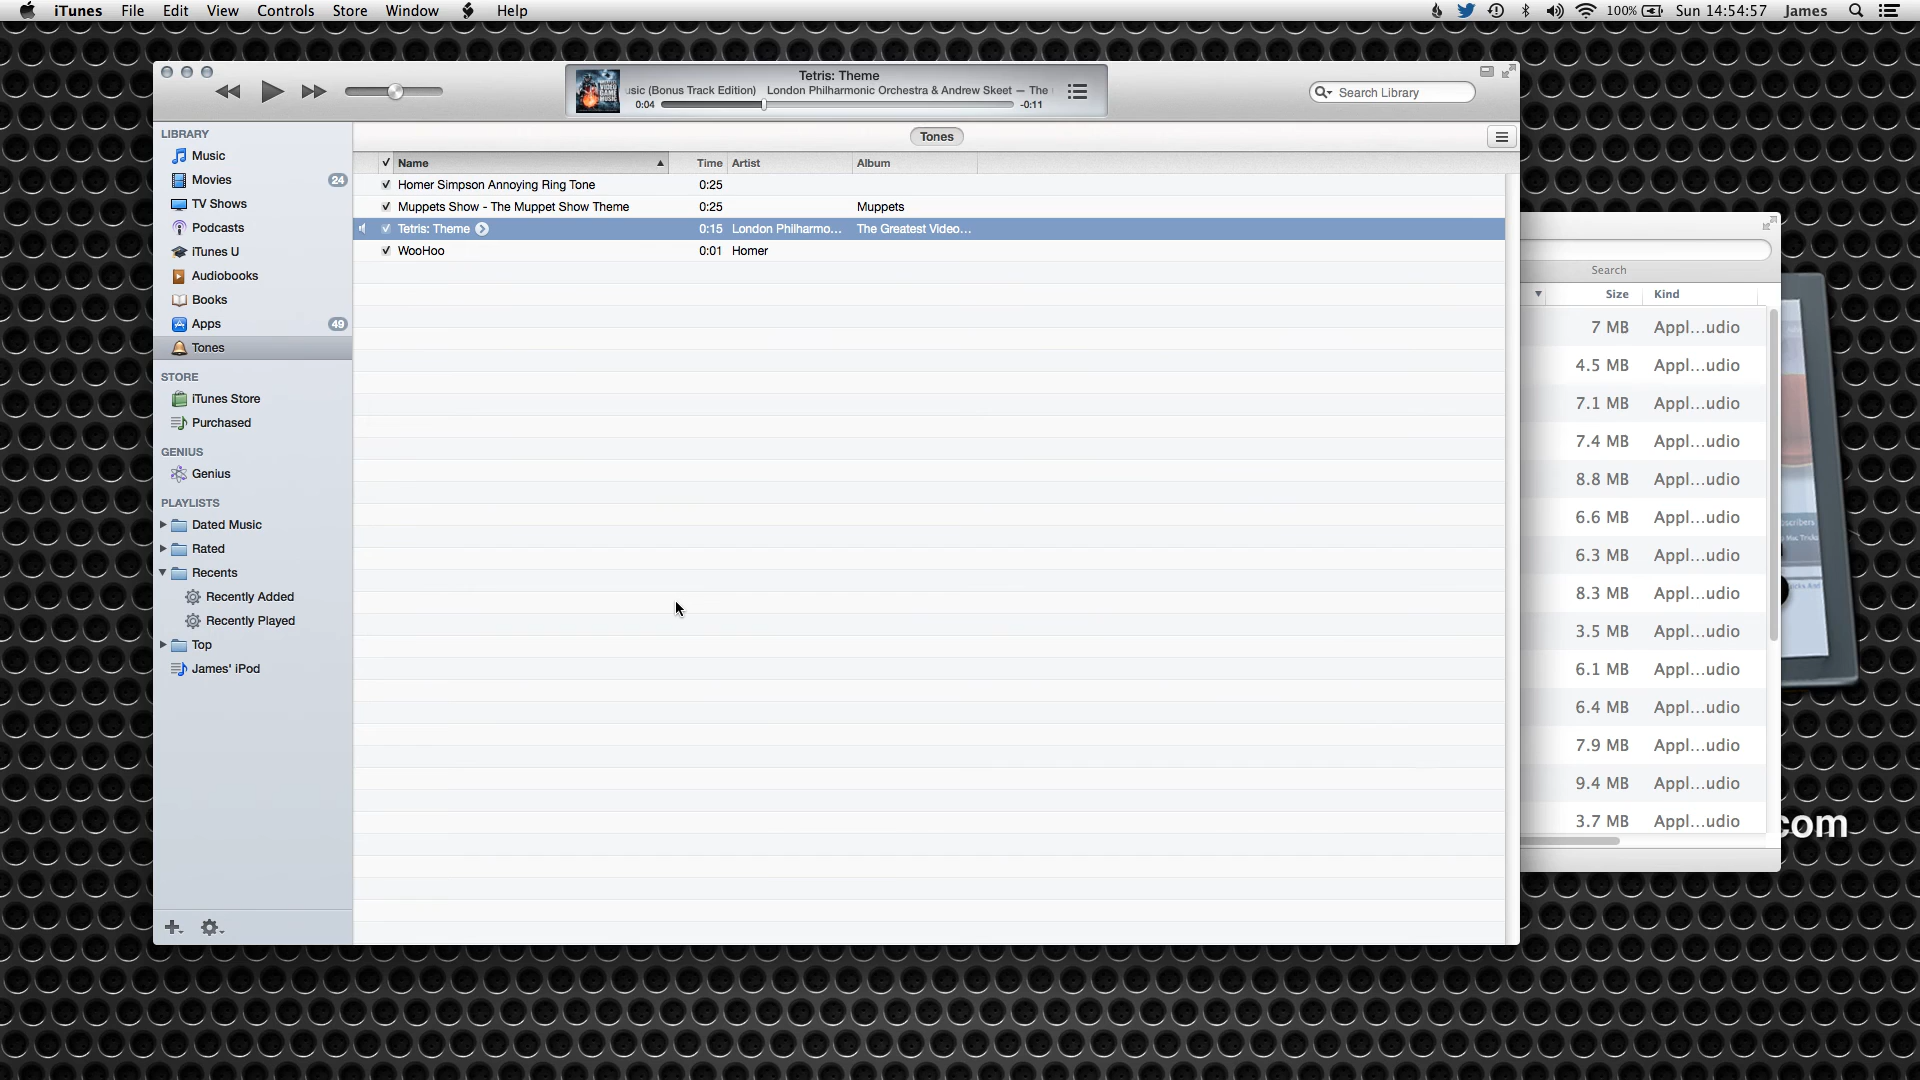 iTunes File Edit View Controls Store Window Help 100% Sun 14:54:57 James
Tetris: Theme
usic (Bonus Track Edition) London Philharmonic Orchestra & Andrew Skeet — The
0:04 -0:11
Search Library
LIBRARY
Music
Movies 24
TV Shows
Podcasts
iTunes U
Audiobooks
Books
Apps 49
Tones
STORE
iTunes Store
Purchased
GENIUS
Genius
PLAYLISTS
Dated Music
Rated
Recents
Recently Added
Recently Played
Top
James' iPod
Tones
Name Time Artist Album
Homer Simpson Annoying Ring Tone 0:25
Muppets Show - The Muppet Show Theme 0:25 Muppets
Tetris: Theme 0:15 London Philharmo... The Greatest Video...
WooHoo 0:01 Homer
Search
Size Kind
7 MB Appl...udio
4.5 MB Appl...udio
7.1 MB Appl...udio
7.4 MB Appl...udio
8.8 MB Appl...udio
6.6 MB Appl...udio
6.3 MB Appl...udio
8.3 MB Appl...udio
3.5 MB Appl...udio
6.1 MB Appl...udio
6.4 MB Appl...udio
7.9 MB Appl...udio
9.4 MB Appl...udio
3.7 MB Appl...udio
scribers
Mac Tricks
com